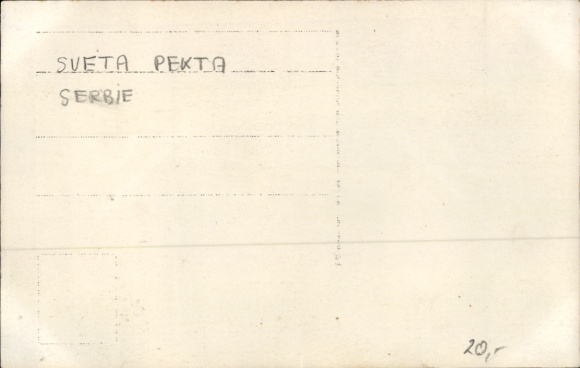 SVETA PEKTA
SERBIE
20,-